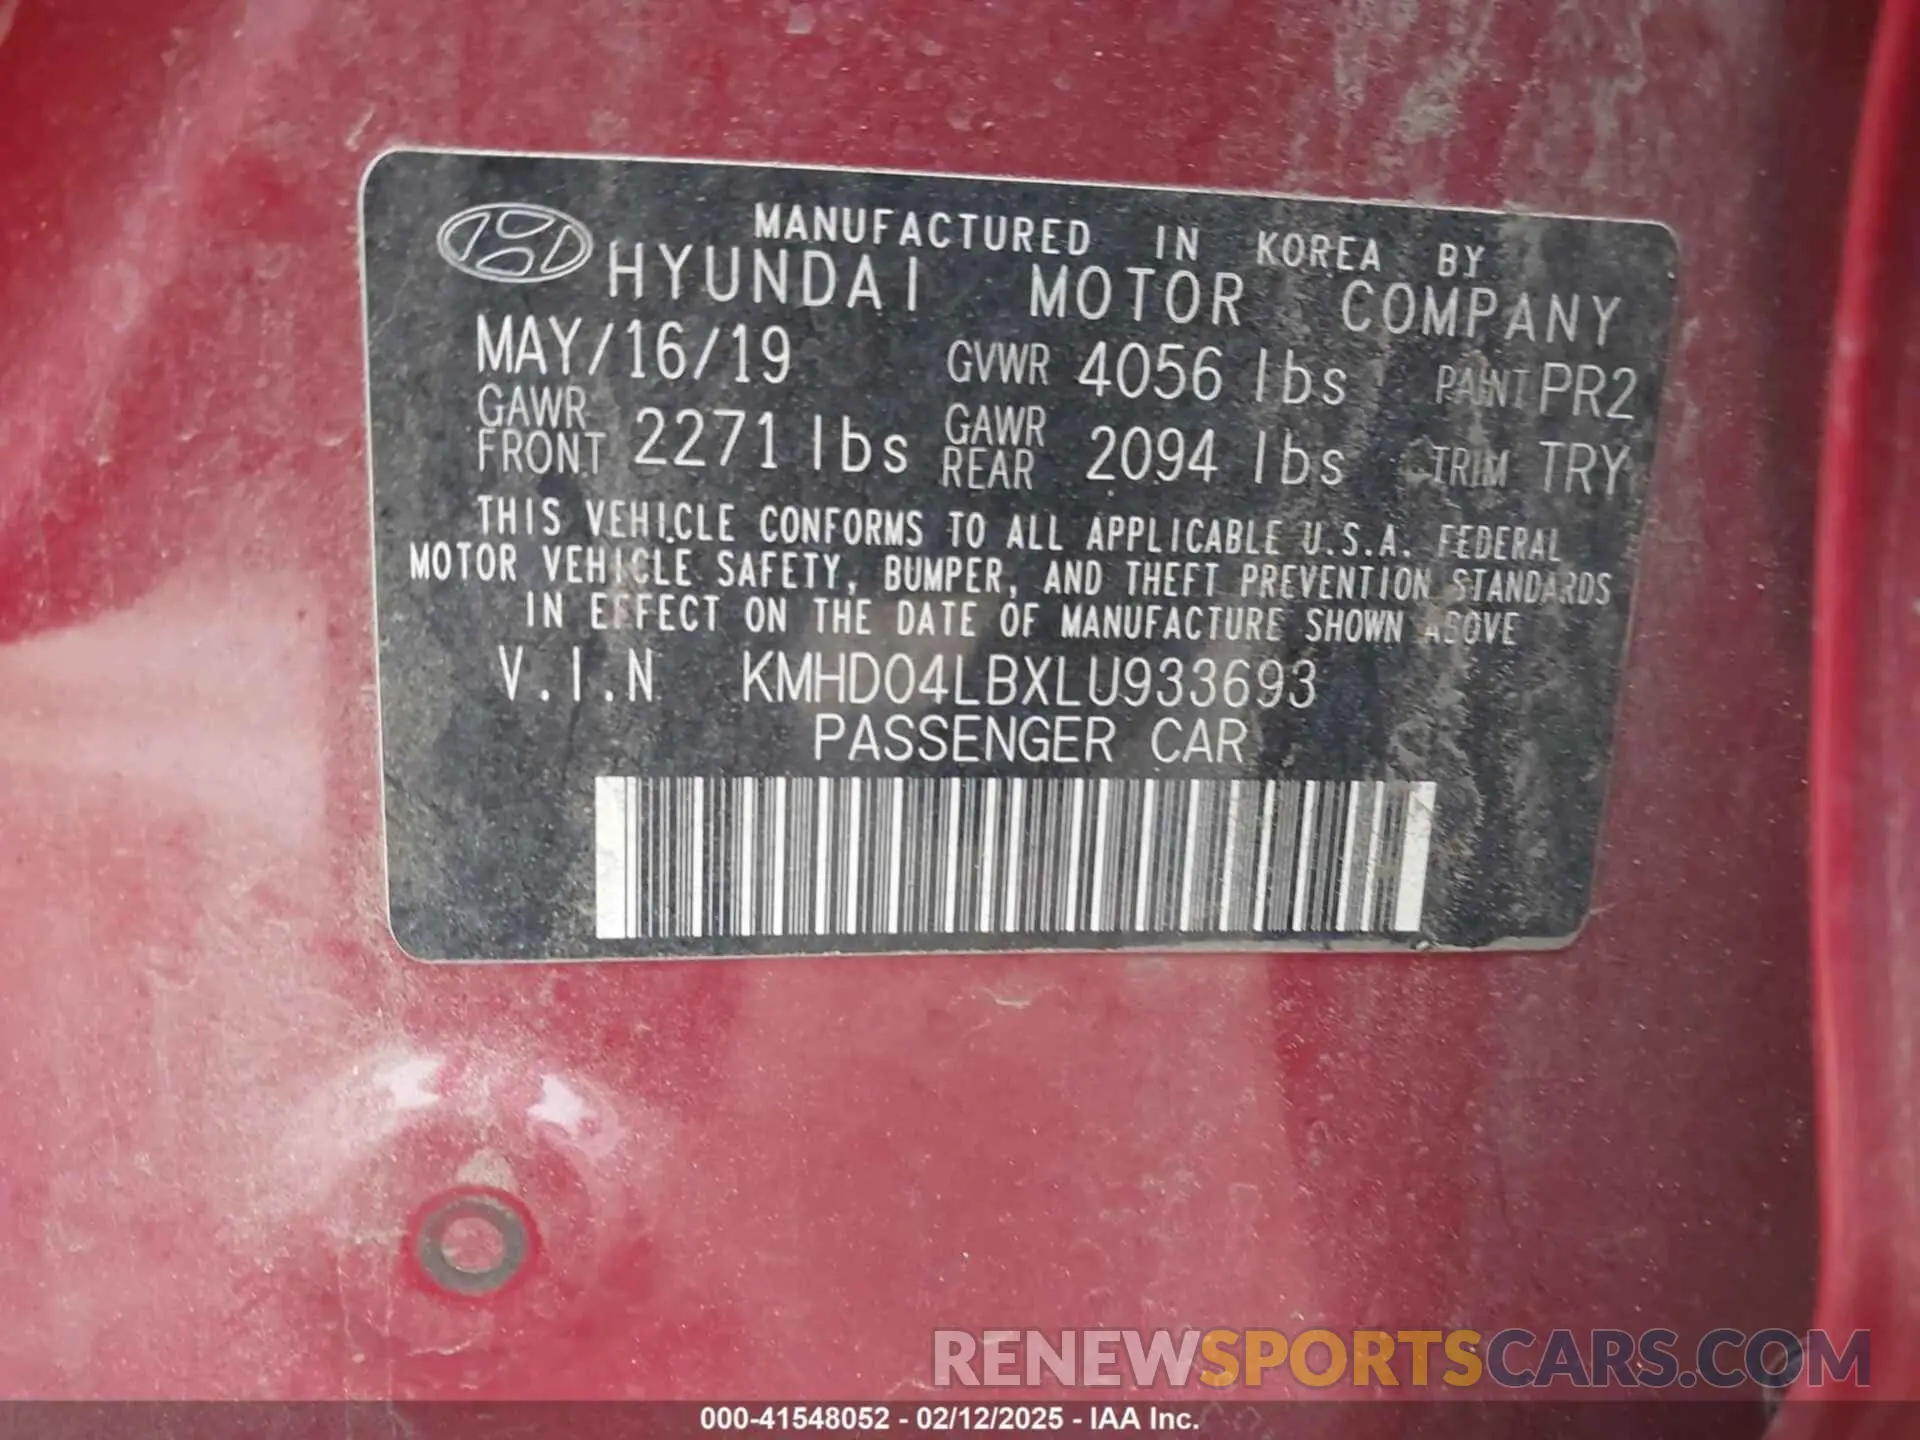 MANUFACTURED IN KOREA BY
HYUNDAI MOTOR COMPANY
MAY/16/19 GVWR 4056 lbs PAINT PR2
GAWR FRONT 2271 lbs GAWR REAR 2094 lbs TRIM TRY
THIS VEHICLE CONFORMS TO ALL APPLICABLE U.S.A. FEDERAL
MOTOR VEHICLE SAFETY, BUMPER, AND THEFT PREVENTION STANDARDS
IN EFFECT ON THE DATE OF MANUFACTURE SHOWN ABOVE
V.I.N KMHD04LBXLU933693
PASSENGER CAR
RENEWSPORTSCARS.COM
000-41548052 - 02/12/2025 - IAA Inc.